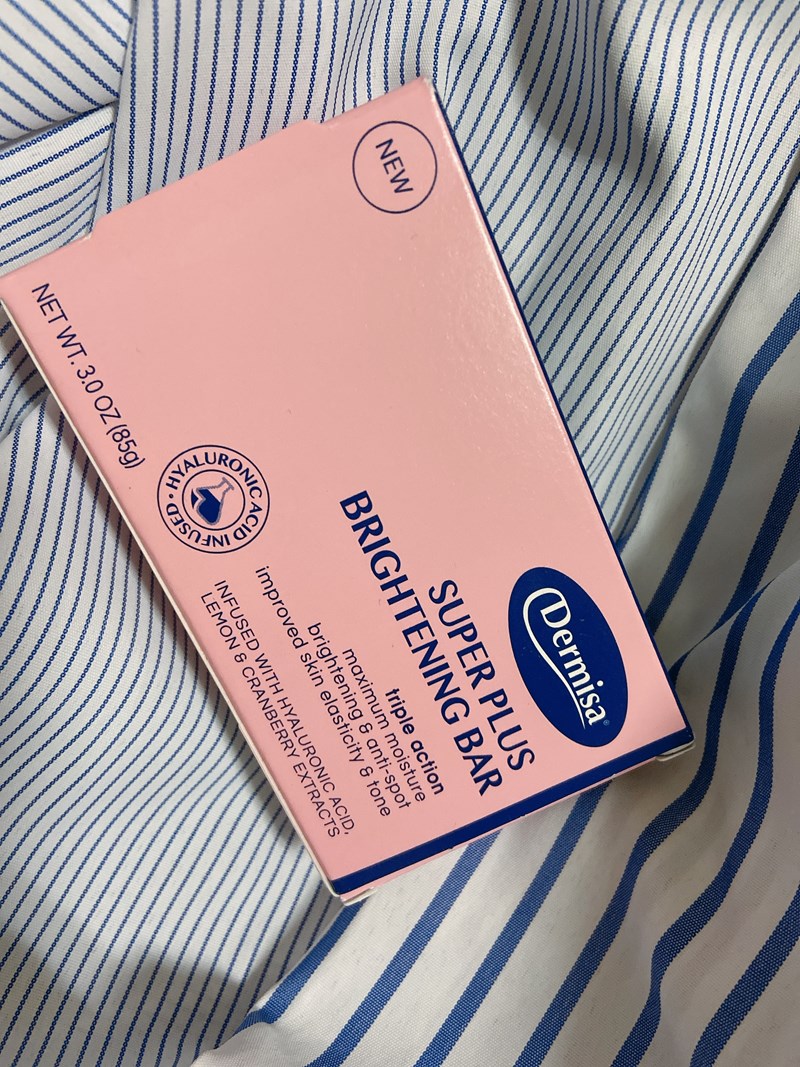 NEW
Dermisa®
SUPER PLUS
BRIGHTENING BAR
triple action
maximum moisture
brightening & anti-spot
improved skin elasticity & tone
INFUSED WITH HYALURONIC ACID,
LEMON & CRANBERRY EXTRACTS
HYALURONIC ACID INFUSED •
NET WT. 3.0 OZ (85g)